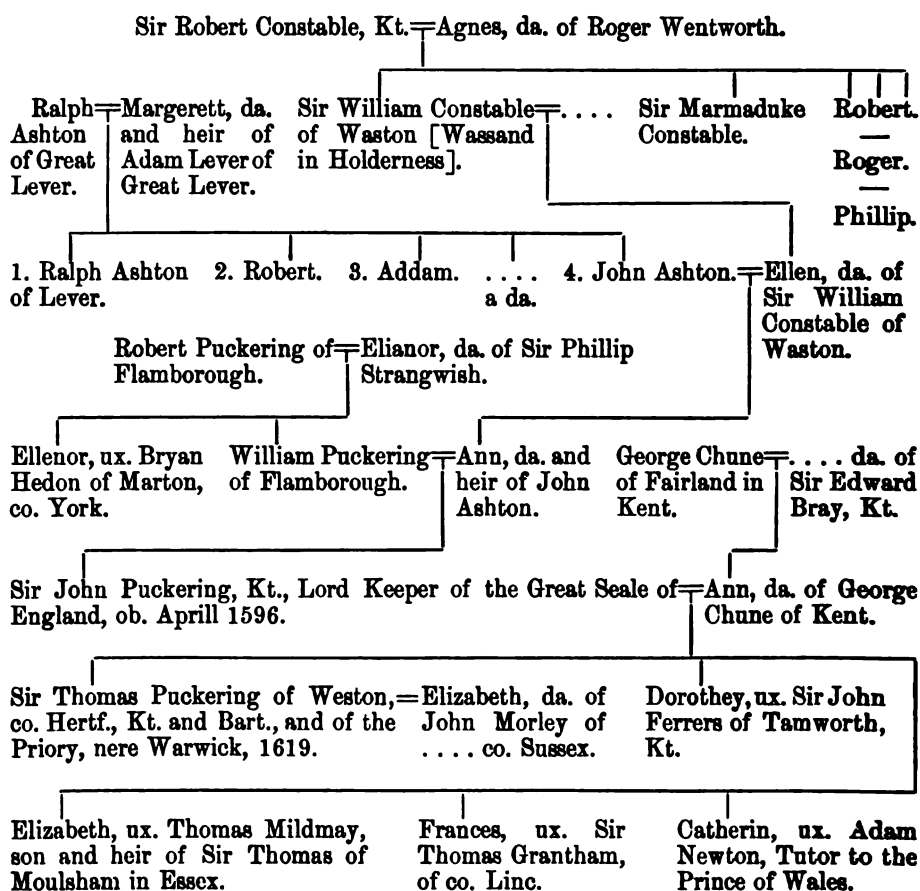 Sir Robert Constable, Kt.=Agnes, da. of Roger Wentworth.
Ralph=Margerett, da.
Ashton and heir of
of Great Adam Lever of
Lever. Great Lever.
Sir William Constable=....
of Waston [Wassand
in Holderness].
Sir Marmaduke
Constable.
Robert.
—
Roger.
—
Phillip.
1. Ralph Ashton
of Lever.
2. Robert.
3. Addam.
....
a da.
4. John Ashton.=Ellen, da. of
Sir William
Constable of
Waston.
Robert Puckering of=Elianor, da. of Sir Phillip
Flamborough. Strangwish.
Ellenor, ux. Bryan
Hedon of Marton,
co. York.
William Puckering=Ann, da. and
of Flamborough. heir of John
Ashton.
George Chune=.... da. of
of Fairland in Sir Edward
Kent. Bray, Kt.
Sir John Puckering, Kt., Lord Keeper of the Great Seale of=Ann, da. of George
England, ob. Aprill 1596. Chune of Kent.
Sir Thomas Puckering of Weston,=Elizabeth, da. of
co. Hertf., Kt. and Bart., and of the John Morley of
Priory, nere Warwick, 1619. .... co. Sussex.
Dorothey, ux. Sir John
Ferrers of Tamworth,
Kt.
Elizabeth, ux. Thomas Mildmay,
son and heir of Sir Thomas of
Moulsham in Essex.
Frances, ux. Sir
Thomas Grantham,
of co. Linc.
Catherin, ux. Adam
Newton, Tutor to the
Prince of Wales.